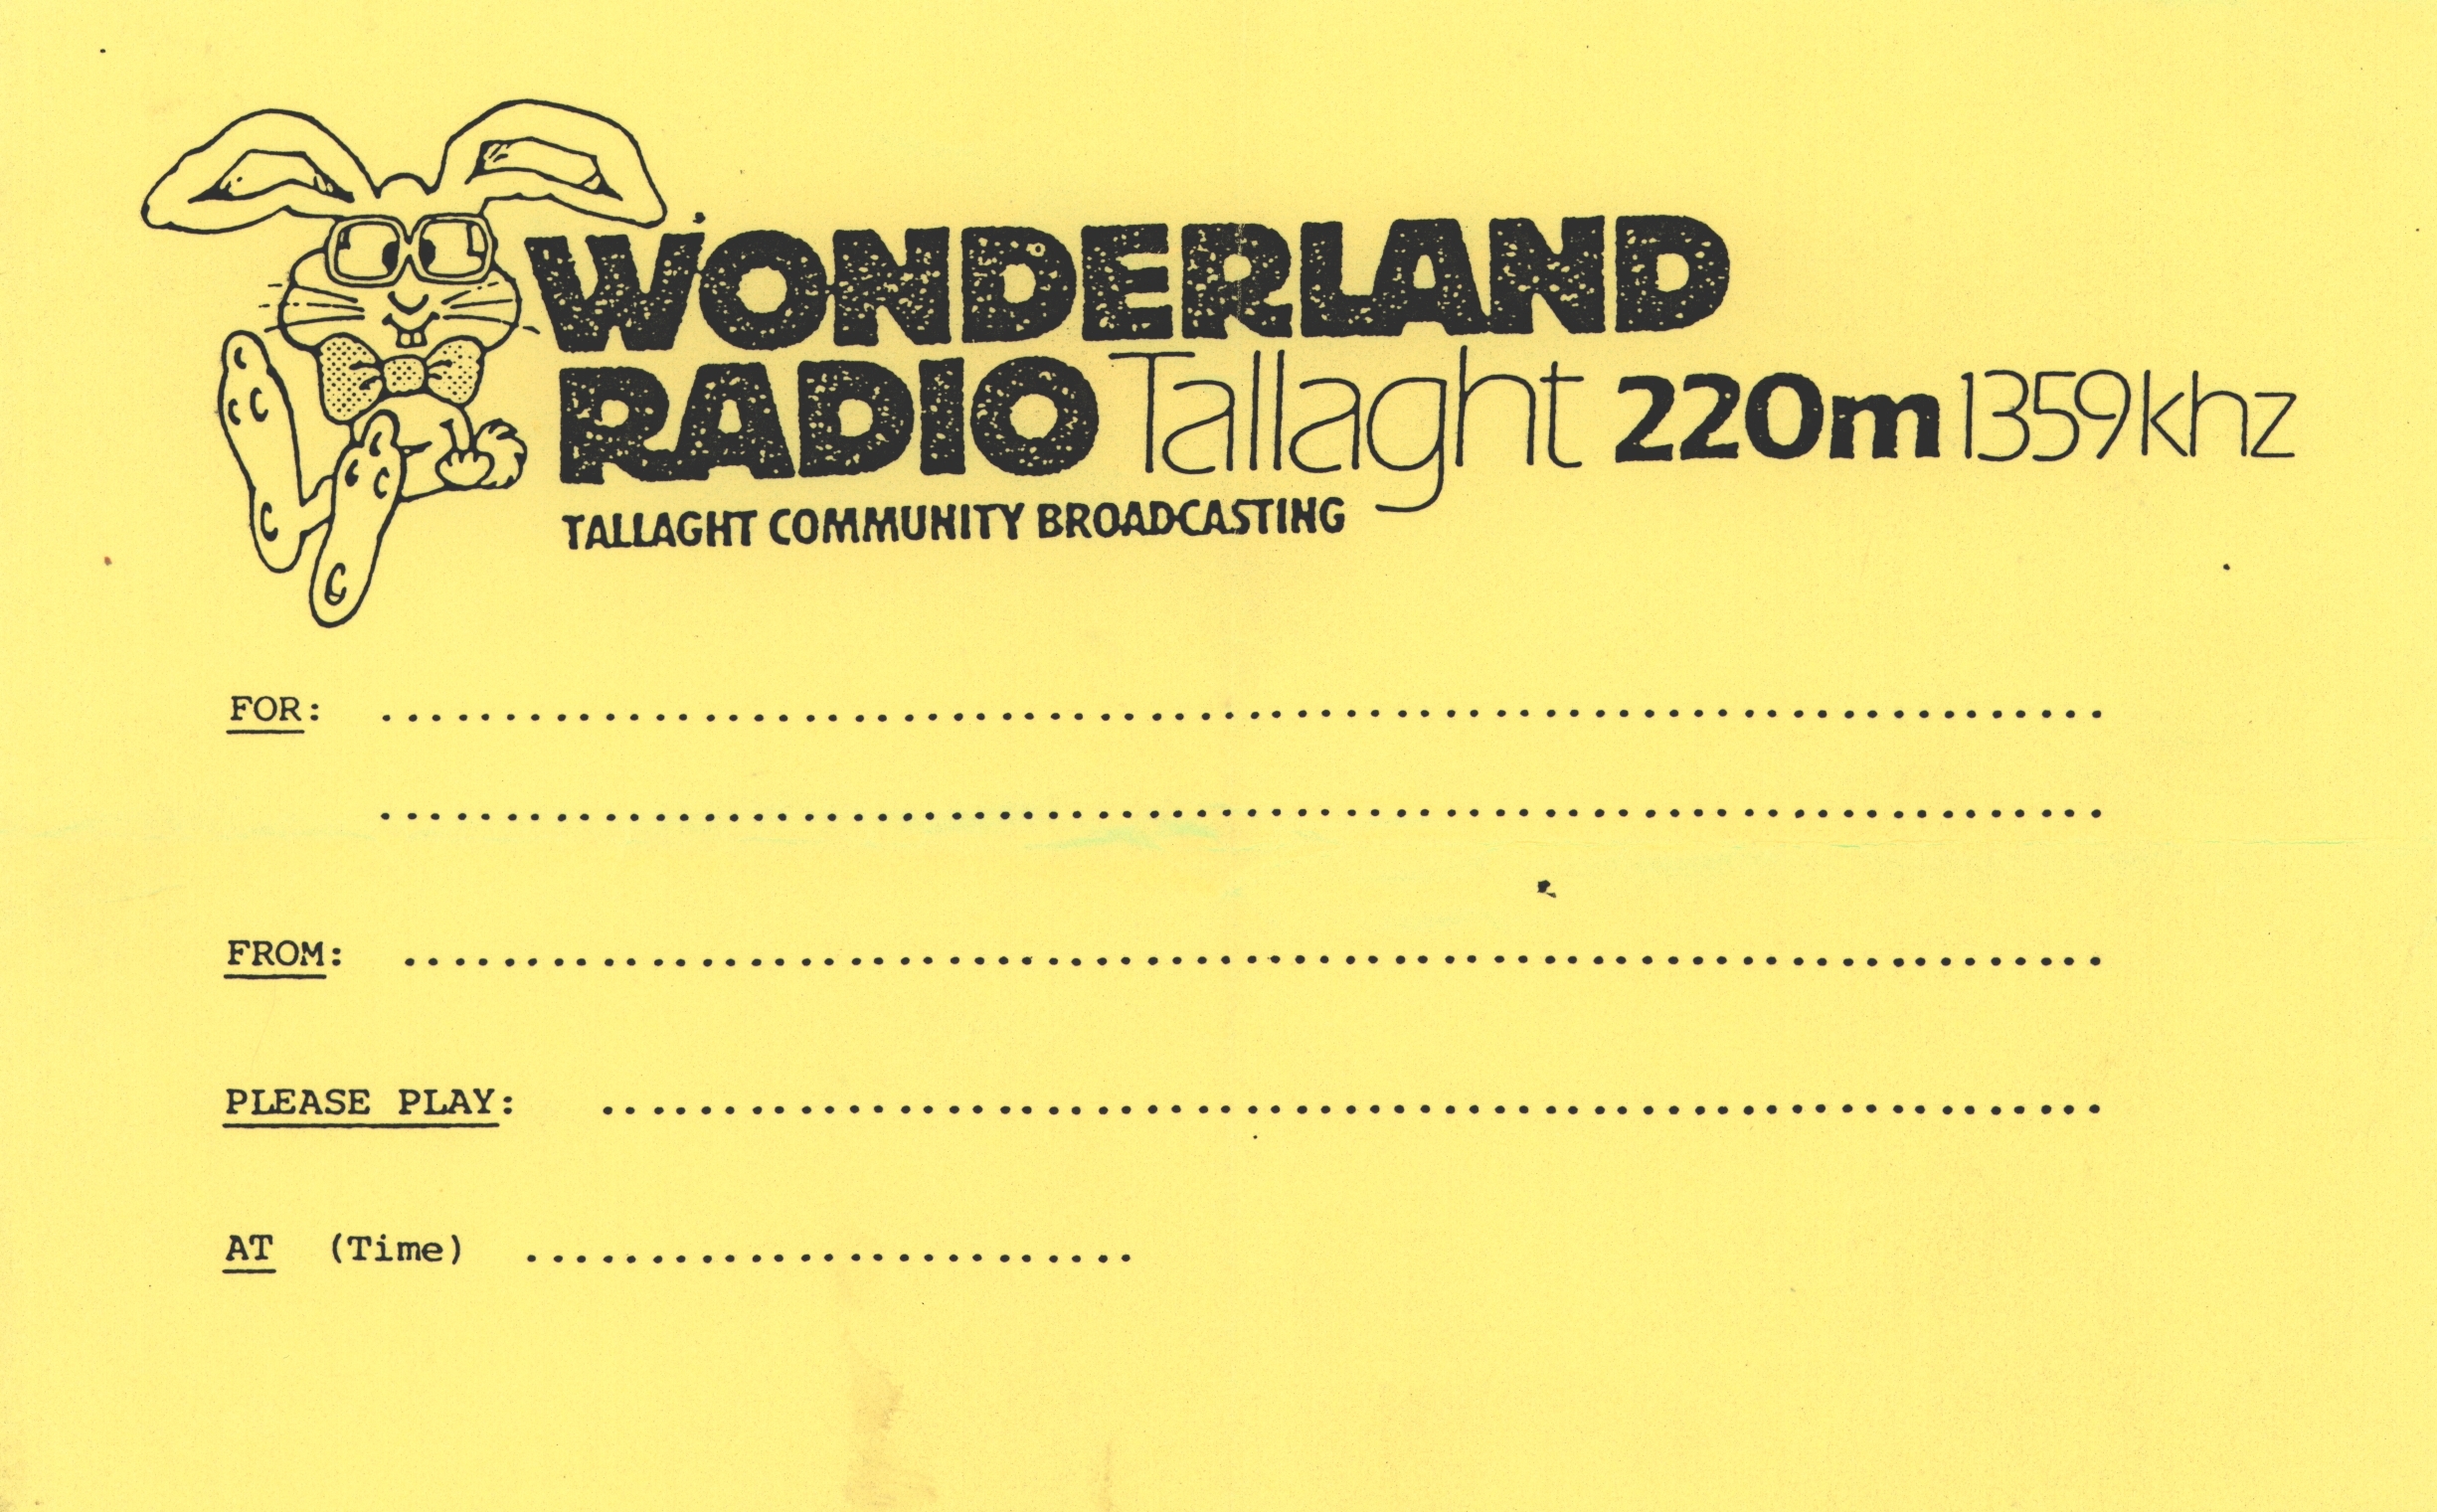 WONDERLAND
RADIO Tallaght 220m 1359khz
TALLAGHT COMMUNITY BROADCASTING
FOR: ......................................................................
......................................................................
FROM: .....................................................................
PLEASE PLAY: .............................................................
AT (Time) .........................